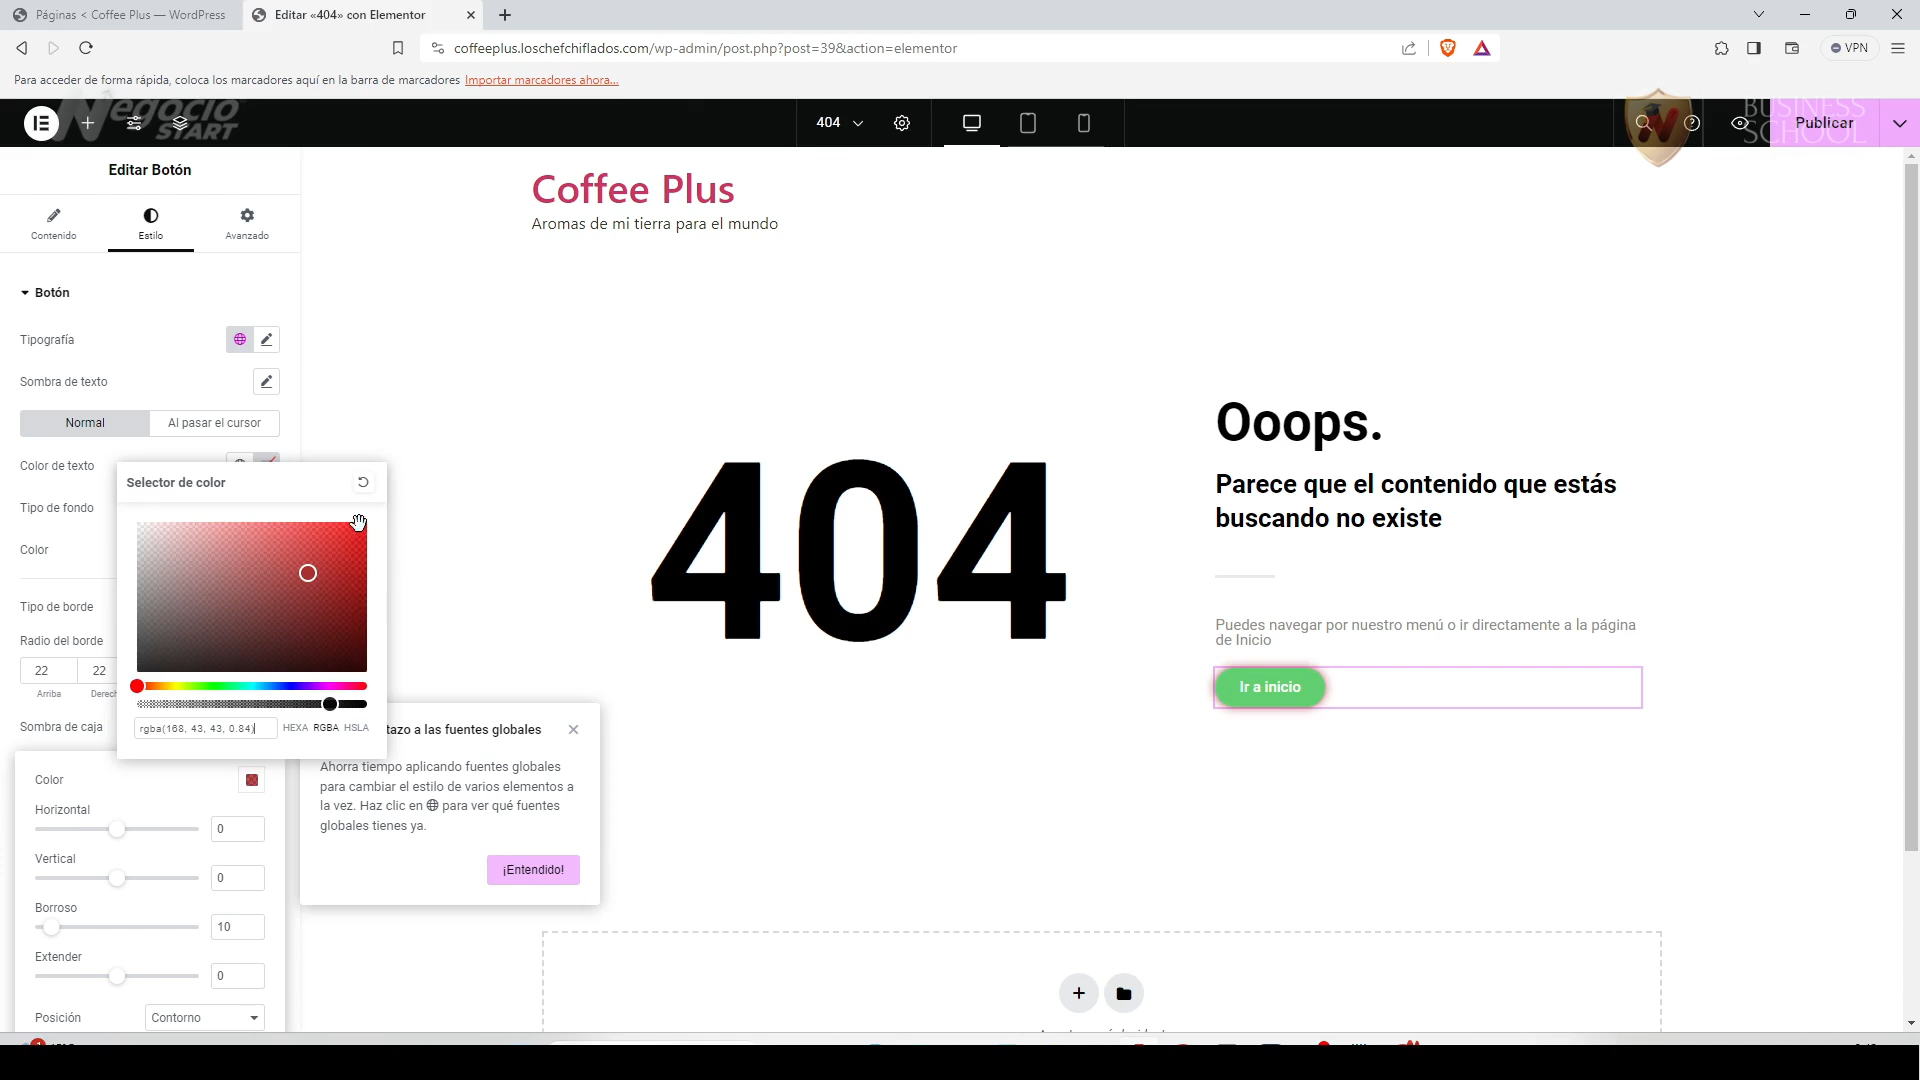 Páginas < Coffee Plus — WordPress
Editar «404» con Elementor
coffeeplus.loschefchiflados.com/wp-admin/post.php?post=39&action=elementor
VPN
Para acceder de forma rápida, coloca los marcadores aquí en la barra de marcadores Importar marcadores ahora...
Negocio
START
404
BUSINESS
SCHOOL
Publicar
Editar Botón
Contenido
Estilo
Avanzado
Botón
Tipografía
Sombra de texto
Normal
Al pasar el cursor
Color de texto
Tipo de fondo
Color
Tipo de borde
Radio del borde
22
22
Arriba
Derech
Sombra de caja
Selector de color
rgba(168, 43, 43, 0.84)
HEXA RGBA HSLA
Color
Horizontal
0
Vertical
0
Borroso
10
Extender
0
Posición
Contorno
tazo a las fuentes globales
Ahorra tiempo aplicando fuentes globales
para cambiar el estilo de varios elementos a
la vez. Haz clic en para ver qué fuentes
globales tienes ya.
¡Entendido!
Coffee Plus
Aromas de mi tierra para el mundo
404
Ooops.
Parece que el contenido que estás
buscando no existe
Puedes navegar por nuestro menú o ir directamente a la página
de Inicio
Ir a inicio